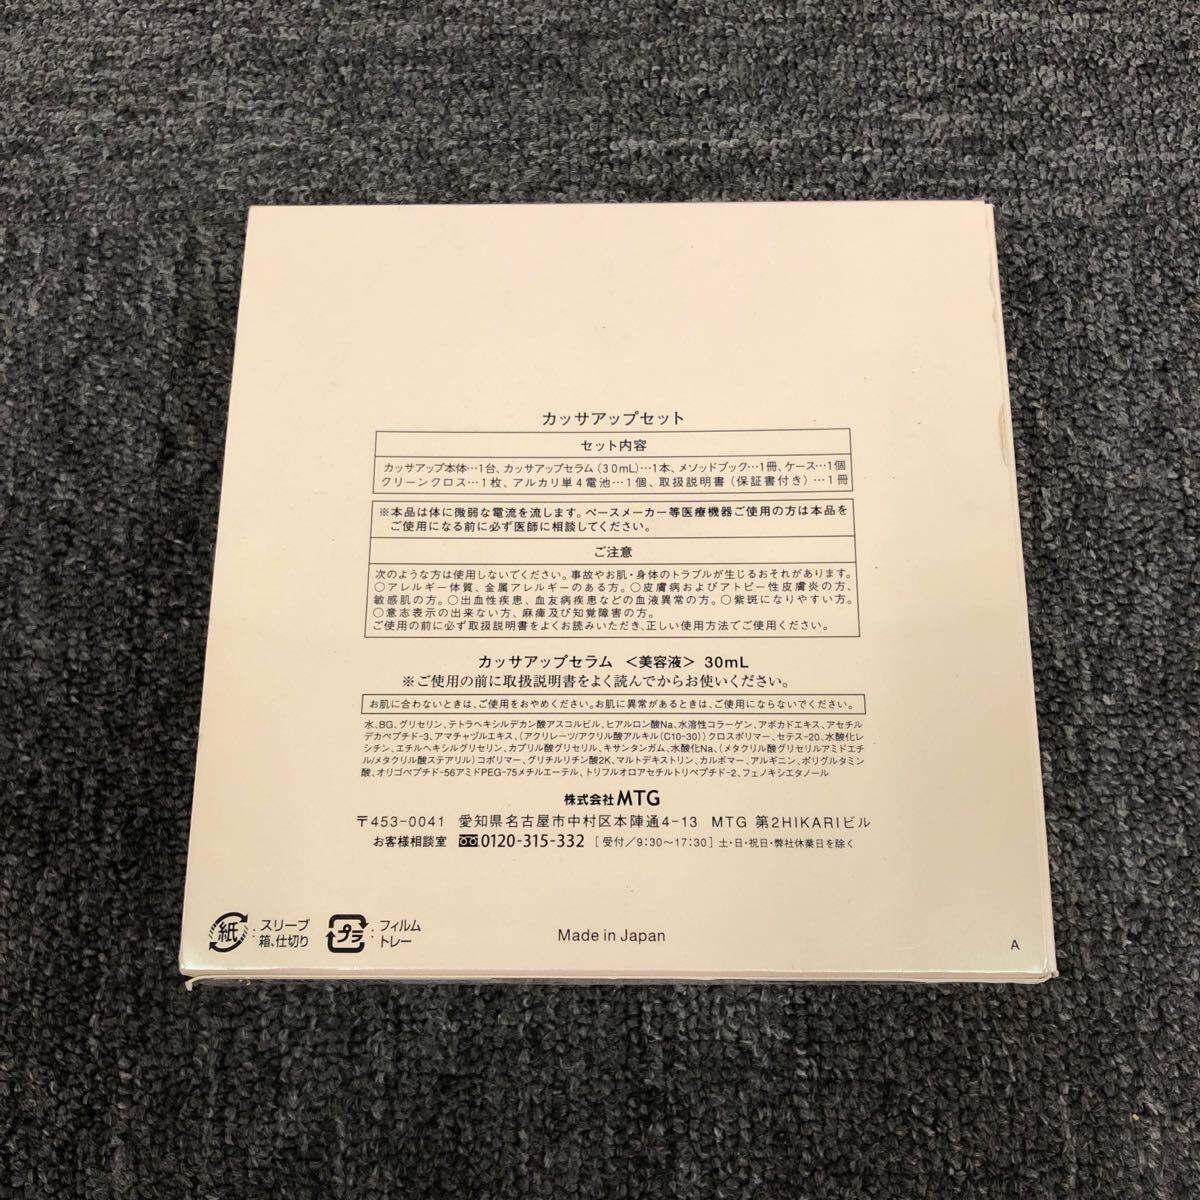 カッサアップセット
セット内容
カッサアップ本体…1台、カッサアップセラム(30mL)…1本、メソッドブック…1冊、ケース…1個
クリーンクロス…1枚、アルカリ単4電池…1個、取扱説明書(保証書付き)…1冊
※本品は体に微弱な電流を流します。ペースメーカー等医療機器ご使用の方は本品を
ご使用になる前に必ず医師に相談してください。
ご注意
次のような方は使用しないでください。事故やお肌・身体のトラブルが生じるおそれがあります。
○アレルギー体質、金属アレルギーのある方。○皮膚病およびアトピー性皮膚炎の方、
敏感肌の方。○出血性疾患、血友病疾患などの血液異常の方。○紫斑になりやすい方。
○意志表示の出来ない方、麻痺及び知覚障害の方。
ご使用の前に必ず取扱説明書をよくお読みいただき、正しい使用方法でご使用ください。
カッサアップセラム <美容液> 30mL
※ご使用の前に取扱説明書をよく読んでからお使いください。
お肌に合わないときは、ご使用をおやめください。お肌に異常があるときは、ご使用にならないでください。
水、BG、グリセリン、テトラヘキシルデカン酸アスコルビル、ヒアルロン酸Na、水溶性コラーゲン、アボカドエキス、アセチル
デカペプチド-3、アマチャヅルエキス、(アクリレーツ/アクリル酸アルキル(C10-30))クロスポリマー、セテス-20、水酸化レ
シチン、エチルヘキシルグリセリン、カプリル酸グリセリル、キサンタンガム、水酸化Na、(メタクリル酸グリセリルアミドエチ
ル/メタクリル酸ステアリル)コポリマー、グリチルリチン酸2K、マルトデキストリン、カルボマー、アルギニン、ポリグルタミン
酸、オリゴペプチド-56アミドPEG-75メチルエーテル、トリフルオロアセチルトリペプチド-2、フェノキシエタノール
株式会社MTG
〒453-0041 愛知県名古屋市中村区本陣通4-13 MTG 第2HIKARIビル
お客様相談室 0120-315-332 [受付/9:30〜17:30] 土・日・祝日・弊社休業日を除く
紙 : スリーブ
箱、仕切り
プラ : フィルム
トレー
Made in Japan
A